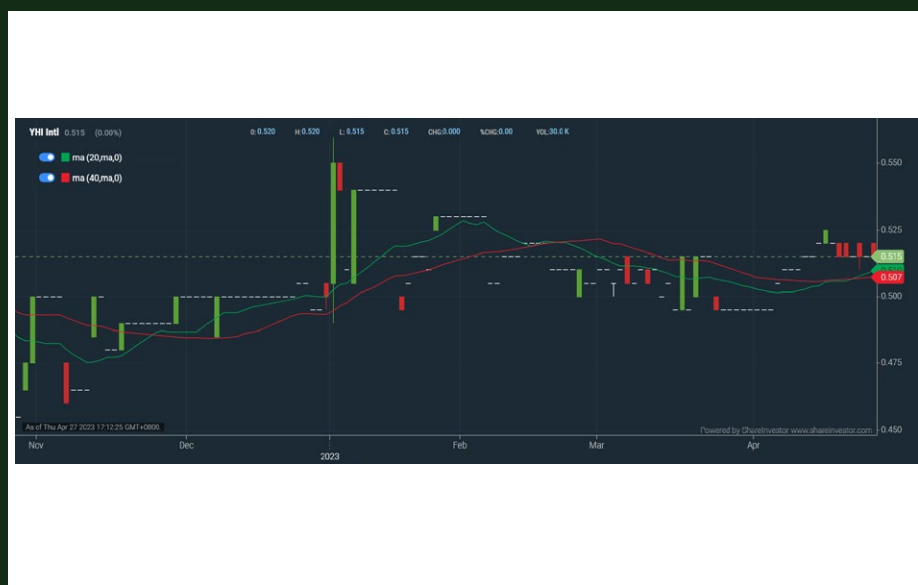 YHI Intl 0.515 (0.00%) O: 0.520 H: 0.520 L: 0.515 C: 0.515 CHG:0.000 %CHG:0.00 VOL:30.0 K
ma (20,ma,0)
ma (40,ma,0)
0.550
0.525
0.515
0.507
0.500
0.475
0.450
As of Thu Apr 27 2023 17:12:25 GMT+0800.
Powered by ShareInvestor www.shareinvestor.com
Nov Dec Feb Mar Apr
2023